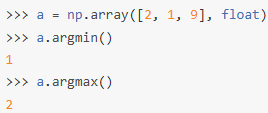 >>> a = np.array([2, 1, 9], float)
>>> a.argmin()
1
>>> a.argmax()
2